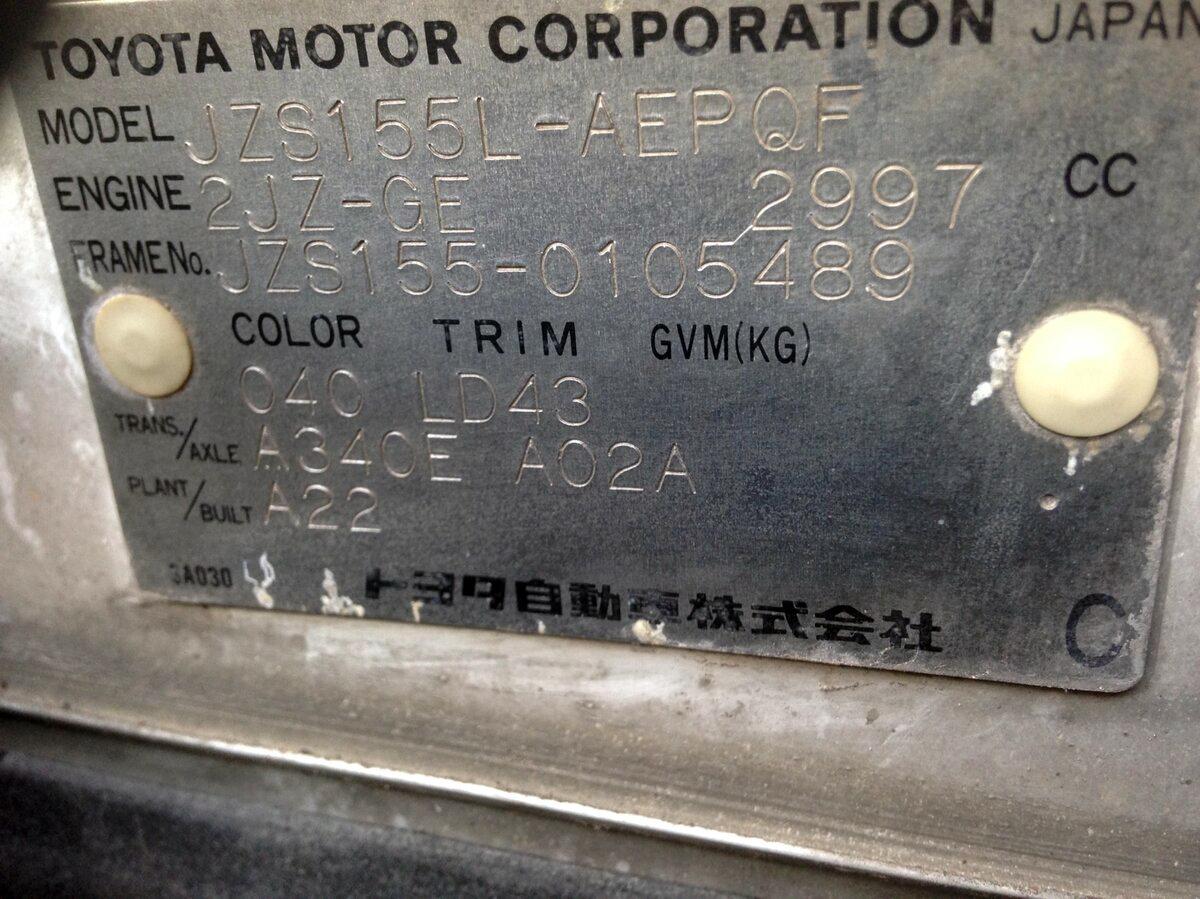 TOYOTA MOTOR CORPORATION JAPAN
MODEL JZS155L-AEPQF
ENGINE 2JZ-GE 2997 CC
FRAME No. JZS155-0105489
COLOR TRIM GVM(KG)
040 LD43
TRANS./AXLE A340E A02A
PLANT/BUILT A22
3A030
トヨタ自動車株式会社 C